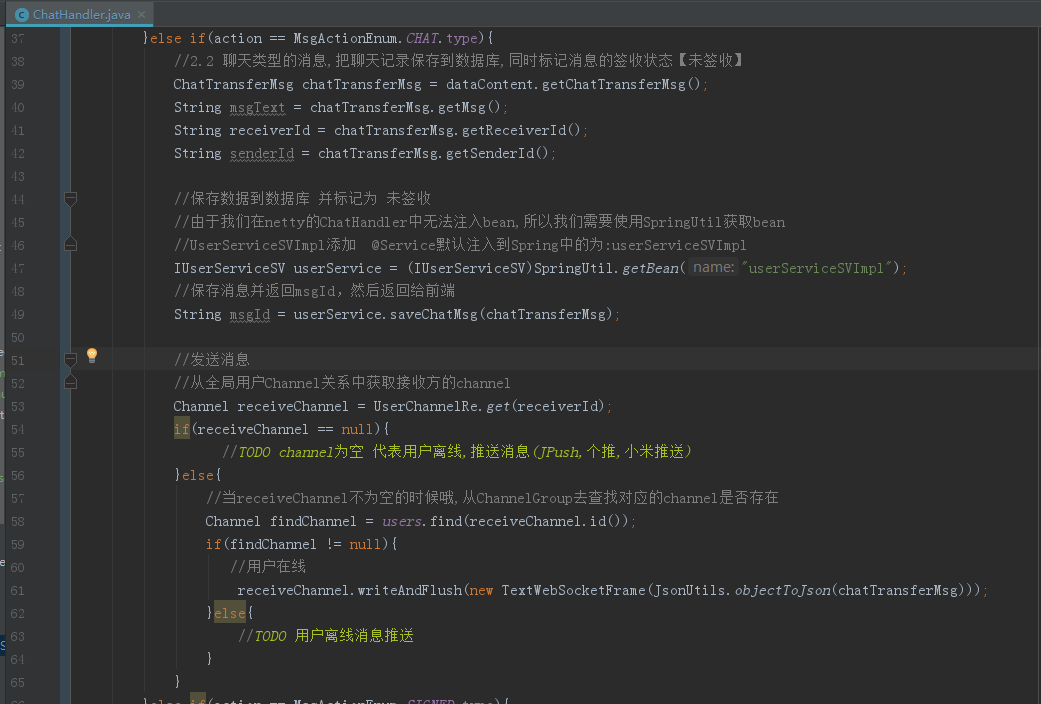 ChatHandler.java
37 }else if(action == MsgActionEnum.CHAT.type){
38 //2.2 聊天类型的消息,把聊天记录保存到数据库,同时标记消息的签收状态【未签收】
39 ChatTransferMsg chatTransferMsg = dataContent.getChatTransferMsg();
40 String msgText = chatTransferMsg.getMsg();
41 String receiverId = chatTransferMsg.getReceiverId();
42 String senderId = chatTransferMsg.getSenderId();
43
44 //保存数据到数据库 并标记为 未签收
45 //由于我们在netty的ChatHandler中无法注入bean,所以我们需要使用SpringUtil获取bean
46 //UserServiceSVImpl添加 @Service默认注入到Spring中的为:userServiceSVImpl
47 IUserServiceSV userService = (IUserServiceSV)SpringUtil.getBean( name: "userServiceSVImpl");
48 //保存消息并返回msgId，然后返回给前端
49 String msgId = userService.saveChatMsg(chatTransferMsg);
50
51 //发送消息
52 //从全局用户Channel关系中获取接收方的channel
53 Channel receiveChannel = UserChannelRe.get(receiverId);
54 if(receiveChannel == null){
55 //TODO channel为空 代表用户离线,推送消息(JPush,个推,小米推送)
56 }else{
57 //当receiveChannel不为空的时候哦,从ChannelGroup去查找对应的channel是否存在
58 Channel findChannel = users.find(receiveChannel.id());
59 if(findChannel != null){
60 //用户在线
61 receiveChannel.writeAndFlush(new TextWebSocketFrame(JsonUtils.objectToJson(chatTransferMsg)));
62 }else{
63 //TODO 用户离线消息推送
64 }
65 }
}else if(action == MsgActionEnum.SIGNED.type){